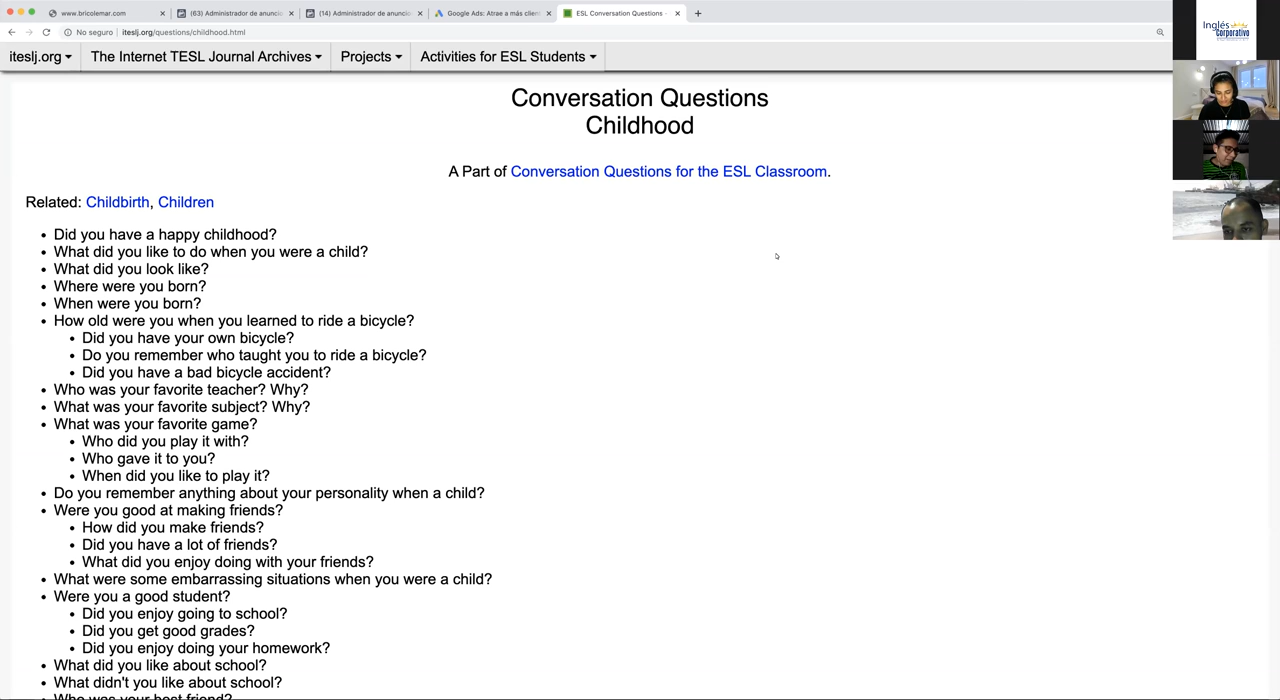 www.bricolemar.com
(63) Administrador de anuncio
(14) Administrador de anuncio
Google Ads: Atrae a más clien
ESL Conversation Questions -
No seguro | iteslj.org/questions/childhood.html
iteslj.org
The Internet TESL Journal Archives
Projects
Activities for ESL Students
Inglés
Corporativo
Conversation Questions
Childhood
A Part of Conversation Questions for the ESL Classroom.
Related: Childbirth, Children
• Did you have a happy childhood?
• What did you like to do when you were a child?
• What did you look like?
• Where were you born?
• When were you born?
• How old were you when you learned to ride a bicycle?
• Did you have your own bicycle?
• Do you remember who taught you to ride a bicycle?
• Did you have a bad bicycle accident?
• Who was your favorite teacher? Why?
• What was your favorite subject? Why?
• What was your favorite game?
• Who did you play it with?
• Who gave it to you?
• When did you like to play it?
• Do you remember anything about your personality when a child?
• Were you good at making friends?
• How did you make friends?
• Did you have a lot of friends?
• What did you enjoy doing with your friends?
• What were some embarrassing situations when you were a child?
• Were you a good student?
• Did you enjoy going to school?
• Did you get good grades?
• Did you enjoy doing your homework?
• What did you like about school?
• What didn't you like about school?
• Who was your best friend?